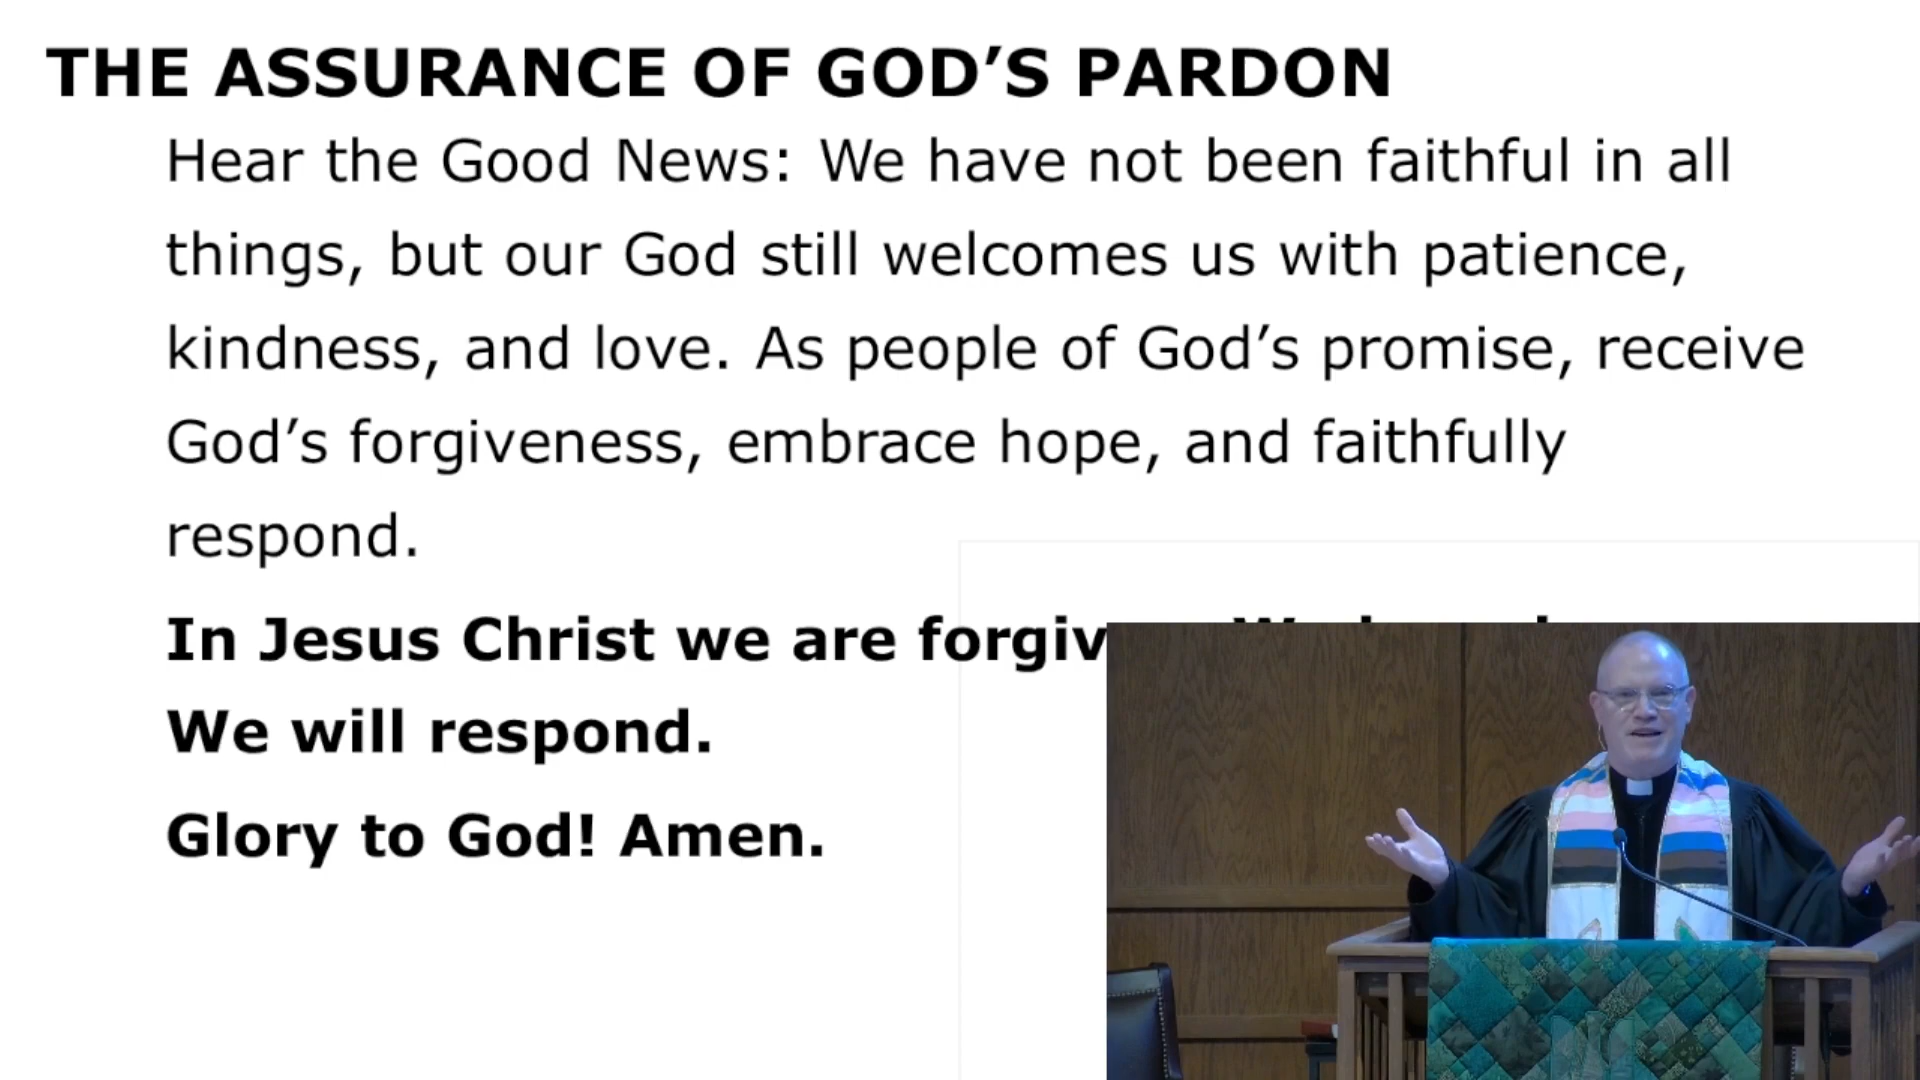 THE ASSURANCE OF GOD’S PARDON
Hear the Good News: We have not been faithful in all
things, but our God still welcomes us with patience,
kindness, and love. As people of God’s promise, receive
God’s forgiveness, embrace hope, and faithfully
respond.
In Jesus Christ we are forgiv
We will respond.
Glory to God! Amen.